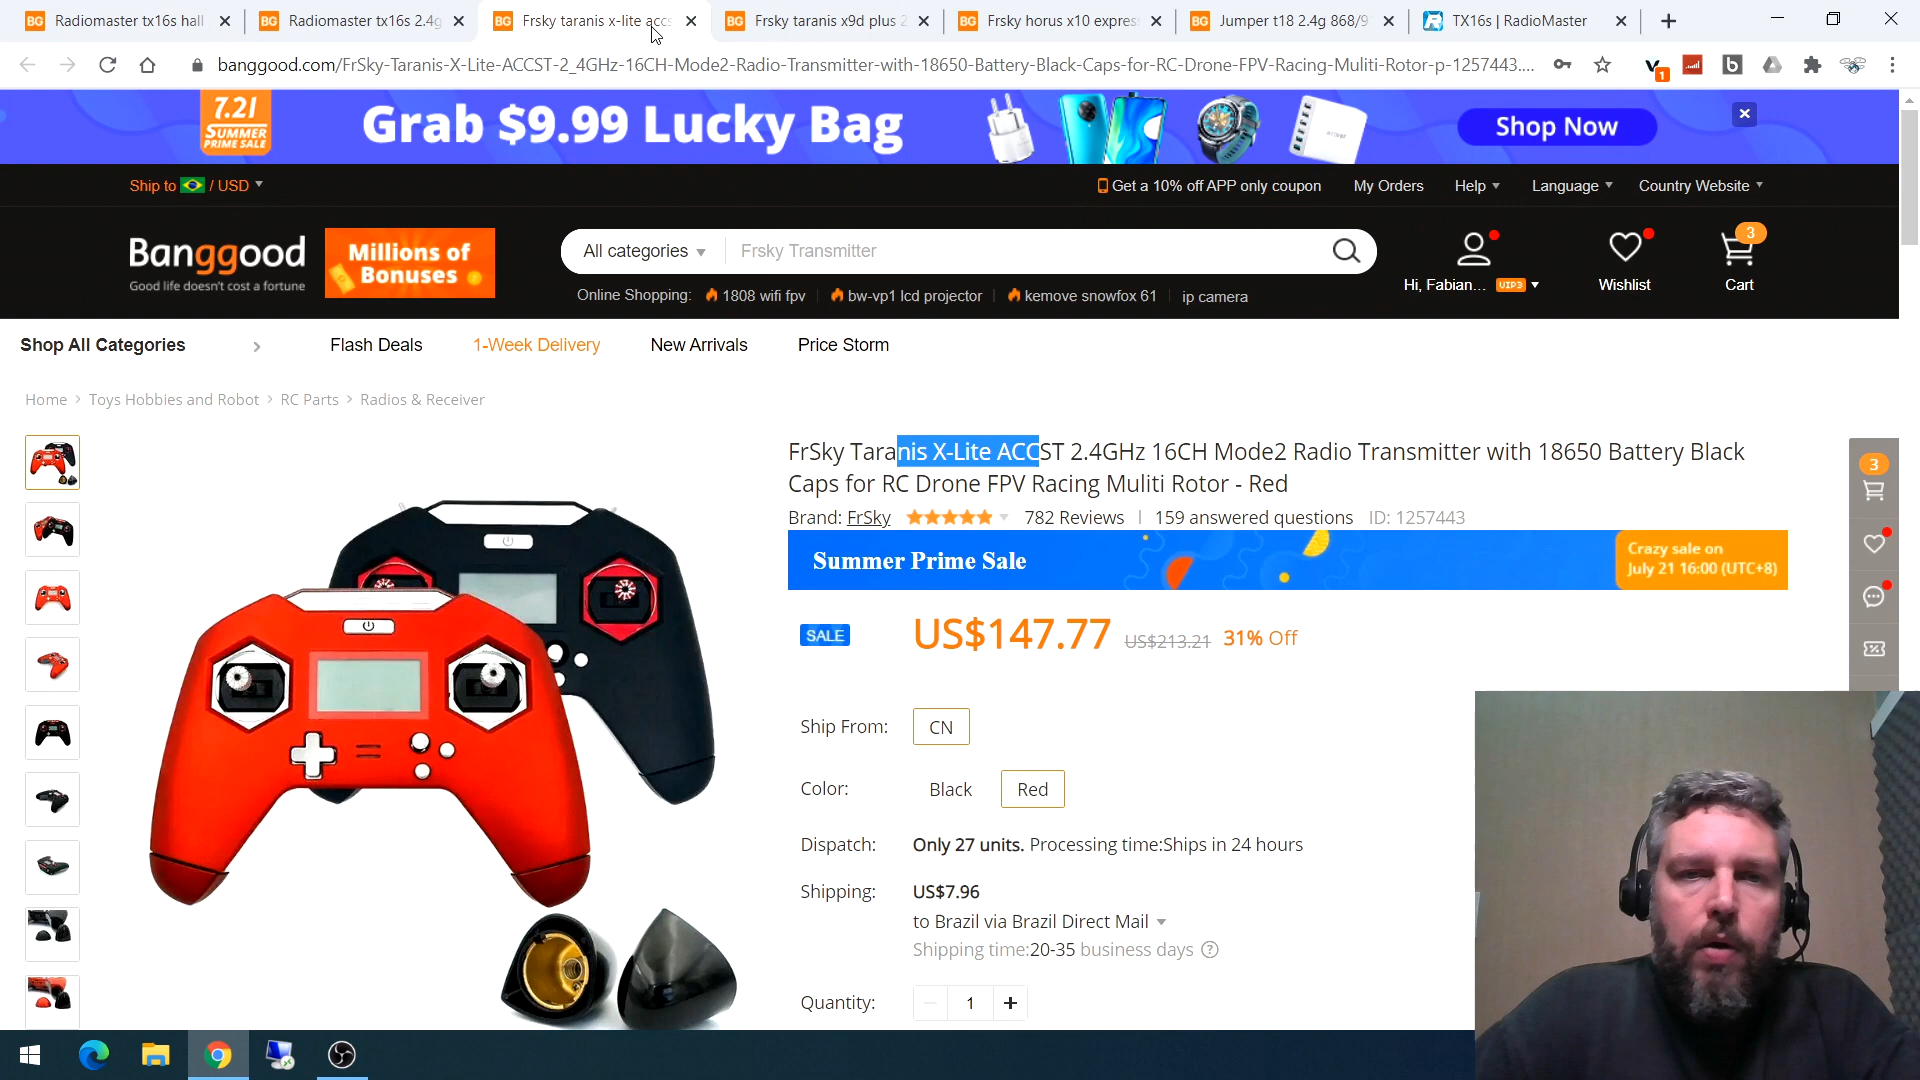 Radiomaster tx16s hall
Radiomaster tx16s 2.4g
Frsky taranis x-lite accs
Frsky taranis x9d plus 2
Frsky horus x10 expres
Jumper t18 2.4g 868/9
TX16s | RadioMaster
banggood.com/FrSky-Taranis-X-Lite-ACCST-2_4GHz-16CH-Mode2-Radio-Transmitter-with-18650-Battery-Black-Caps-for-RC-Drone-FPV-Racing-Muliti-Rotor-p-1257443....
1
7.21
SUMMER
PRIME SALE
Grab $9.99 Lucky Bag
Shop Now
Ship to / USD
Get a 10% off APP only coupon
My Orders
Help
Language
Country Website
Banggood
Good life doesn't cost a fortune
Millions of
Bonuses
All categories
Frsky Transmitter
Online Shopping: 1808 wifi fpv bw-vp1 lcd projector kemove snowfox 61 ip camera
Hi, Fabian... VIP3
Wishlist
3
Cart
Shop All Categories
Flash Deals
1-Week Delivery
New Arrivals
Price Storm
Home > Toys Hobbies and Robot > RC Parts > Radios & Receiver
FrSky Taranis X-Lite ACCST 2.4GHz 16CH Mode2 Radio Transmitter with 18650 Battery Black
Caps for RC Drone FPV Racing Muliti Rotor - Red
Brand: FrSky 782 Reviews | 159 answered questions ID: 1257443
Summer Prime Sale
Crazy sale on
July 21 16:00 (UTC+8)
3
SALE US$147.77 US$213.21 31% Off
Ship From: CN
Color: Black Red
Dispatch: Only 27 units. Processing time:Ships in 24 hours
Shipping: US$7.96
to Brazil via Brazil Direct Mail
Shipping time:20-35 business days ?
Quantity: − 1 +